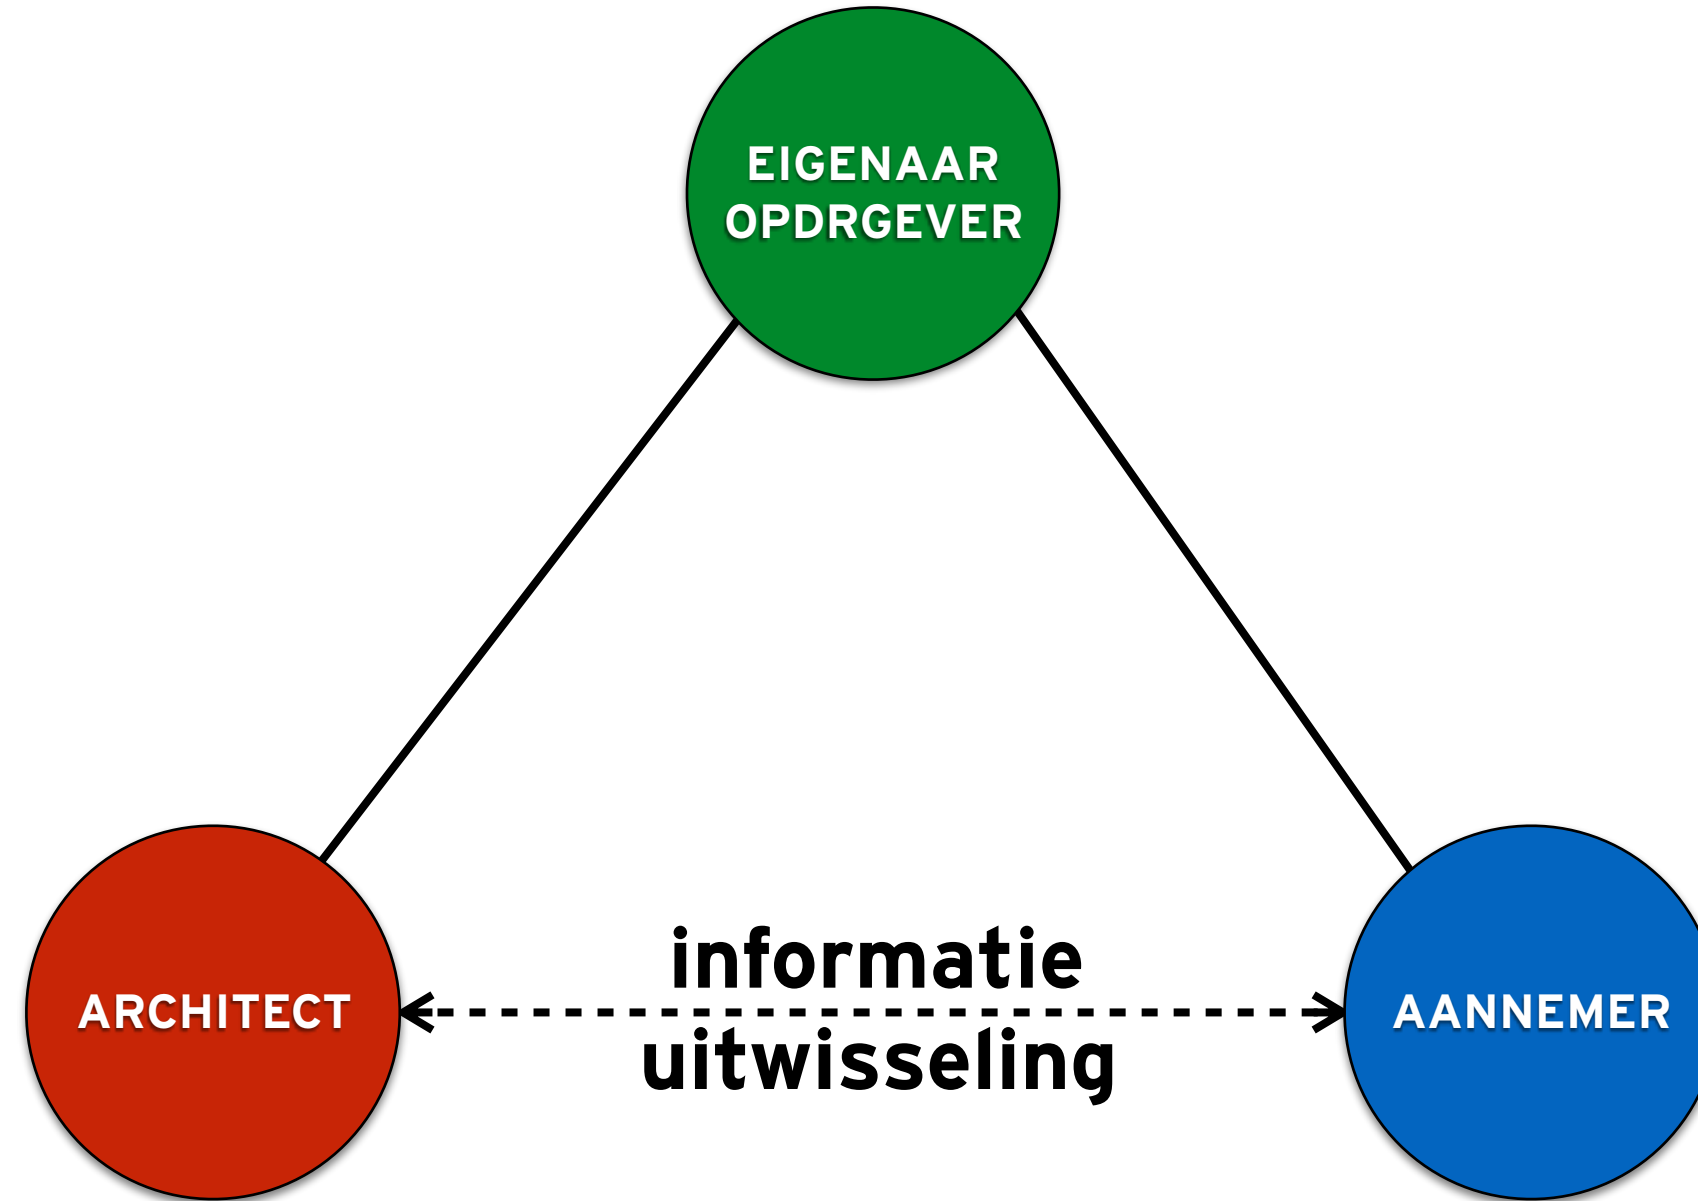 EIGENAAR
OPDRGEVER
informatie
ARCHITECT
AANNEMER
uitwisseling